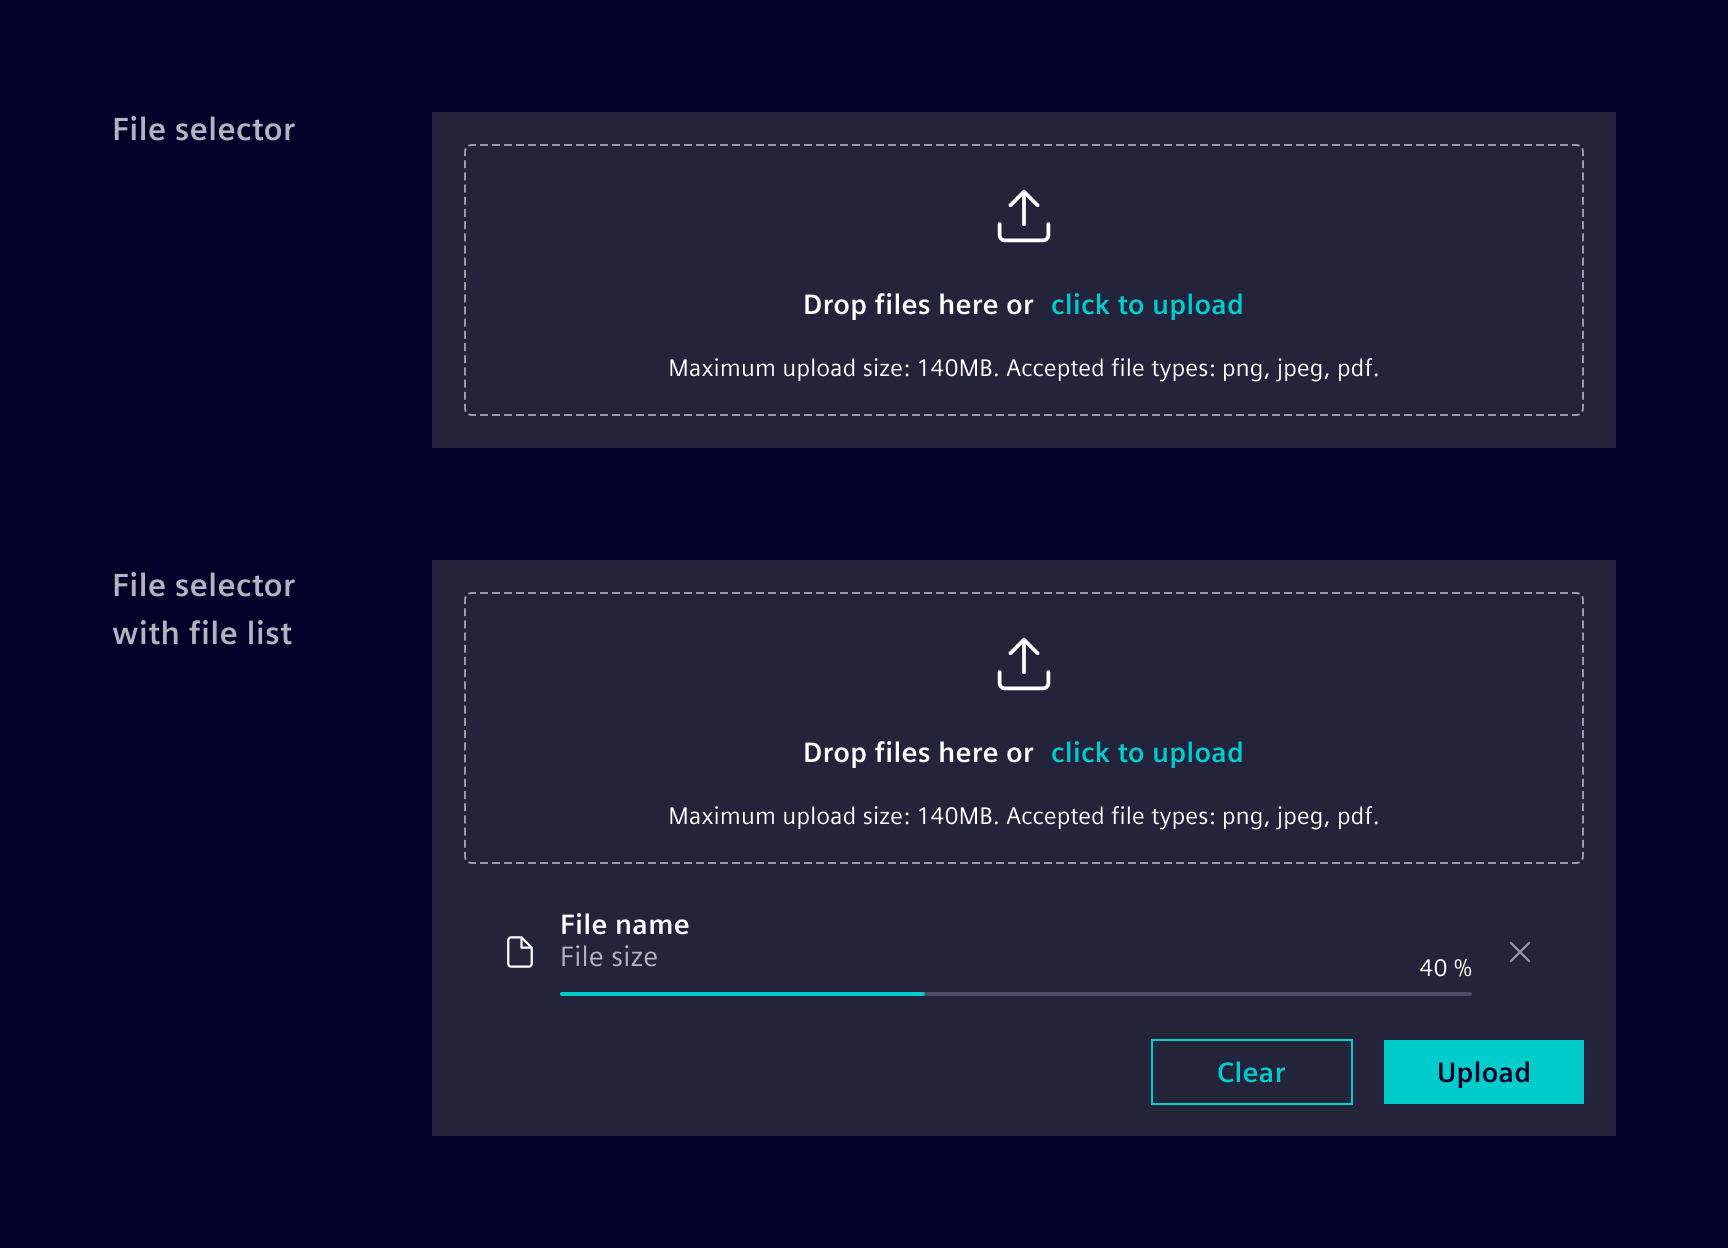 File selector
Drop files here or click to upload
Maximum upload size: 140MB. Accepted file types: png, jpeg, pdf.
File selector
with file list
Drop files here or click to upload
Maximum upload size: 140MB. Accepted file types: png, jpeg, pdf.
File name
File size
40 %
Clear
Upload